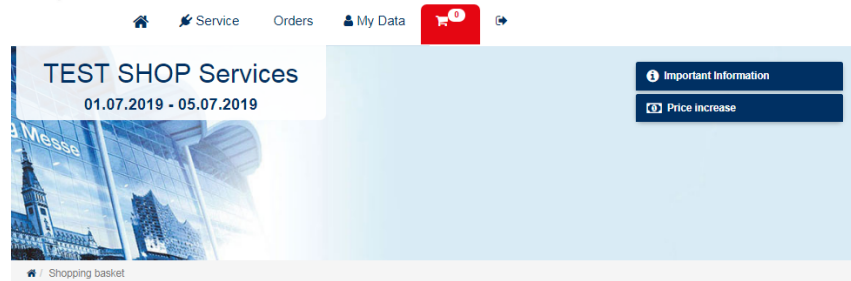 Service Orders My Data 0
TEST SHOP Services
01.07.2019 - 05.07.2019
Important Information
Price increase
Messe
/ Shopping basket